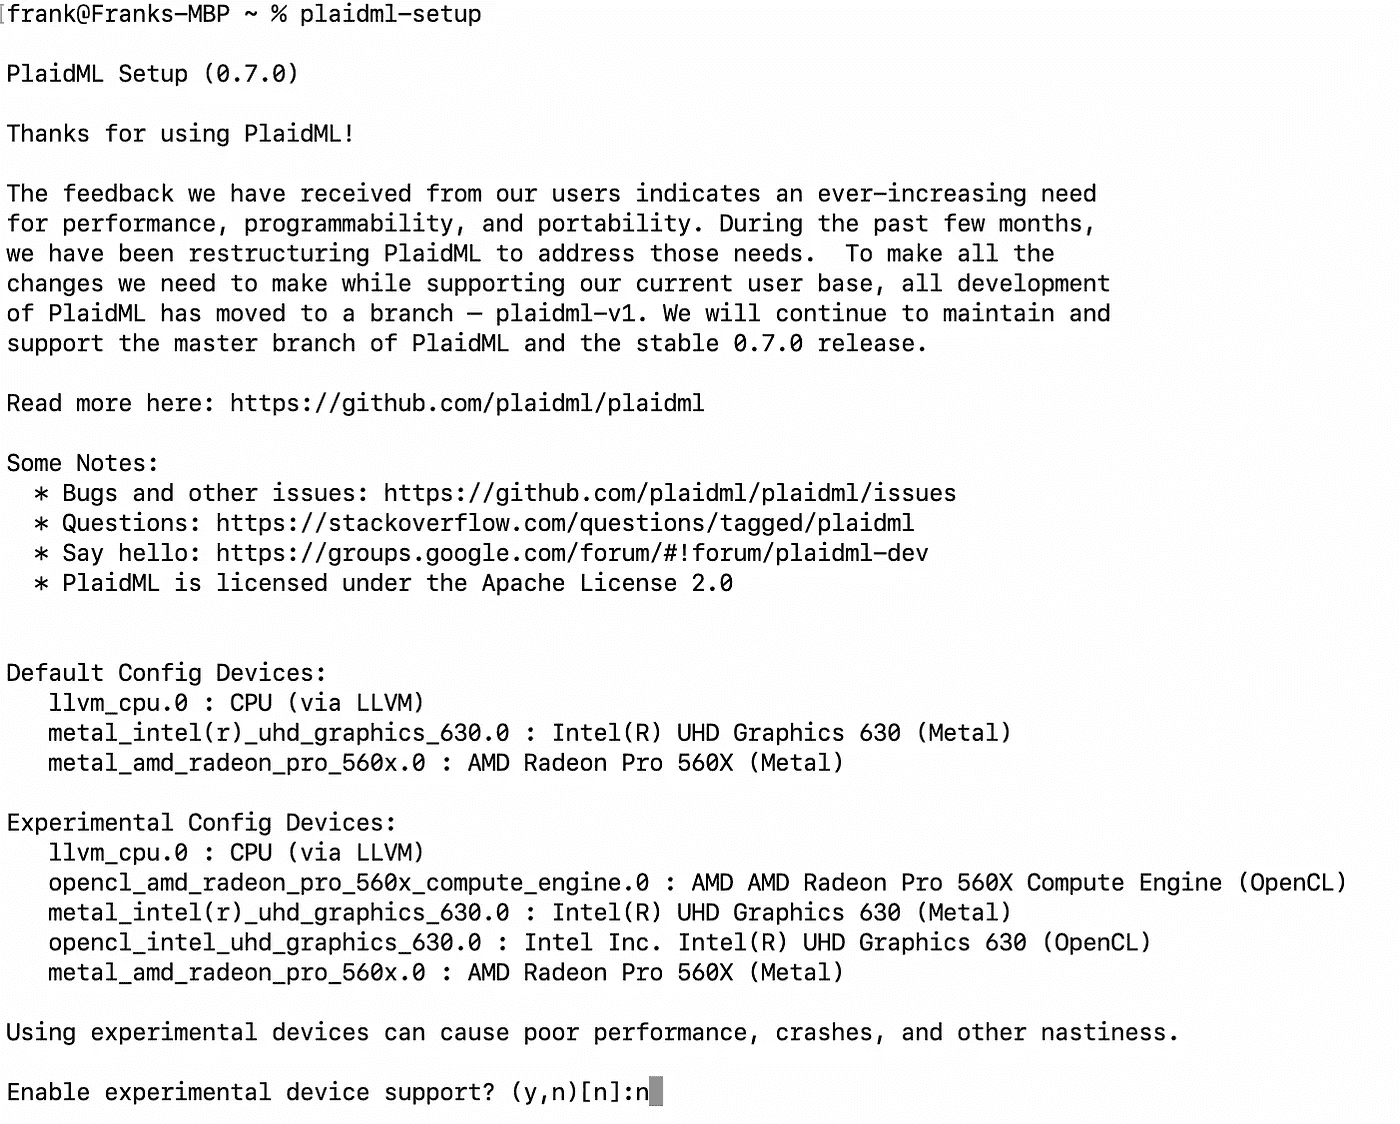 frank@Franks-MBP ~ % plaidml-setup
PlaidML Setup (0.7.0)
Thanks for using PlaidML!
The feedback we have received from our users indicates an ever-increasing need
for performance, programmability, and portability. During the past few months,
we have been restructuring PlaidML to address those needs.  To make all the
changes we need to make while supporting our current user base, all development
of PlaidML has moved to a branch — plaidml-v1. We will continue to maintain and
support the master branch of PlaidML and the stable 0.7.0 release.
Read more here: https://github.com/plaidml/plaidml
Some Notes:
  * Bugs and other issues: https://github.com/plaidml/plaidml/issues
  * Questions: https://stackoverflow.com/questions/tagged/plaidml
  * Say hello: https://groups.google.com/forum/#!forum/plaidml-dev
  * PlaidML is licensed under the Apache License 2.0
Default Config Devices:
   llvm_cpu.0 : CPU (via LLVM)
   metal_intel(r)_uhd_graphics_630.0 : Intel(R) UHD Graphics 630 (Metal)
   metal_amd_radeon_pro_560x.0 : AMD Radeon Pro 560X (Metal)
Experimental Config Devices:
   llvm_cpu.0 : CPU (via LLVM)
   opencl_amd_radeon_pro_560x_compute_engine.0 : AMD AMD Radeon Pro 560X Compute Engine (OpenCL)
   metal_intel(r)_uhd_graphics_630.0 : Intel(R) UHD Graphics 630 (Metal)
   opencl_intel_uhd_graphics_630.0 : Intel Inc. Intel(R) UHD Graphics 630 (OpenCL)
   metal_amd_radeon_pro_560x.0 : AMD Radeon Pro 560X (Metal)
Using experimental devices can cause poor performance, crashes, and other nastiness.
Enable experimental device support? (y,n)[n]:n